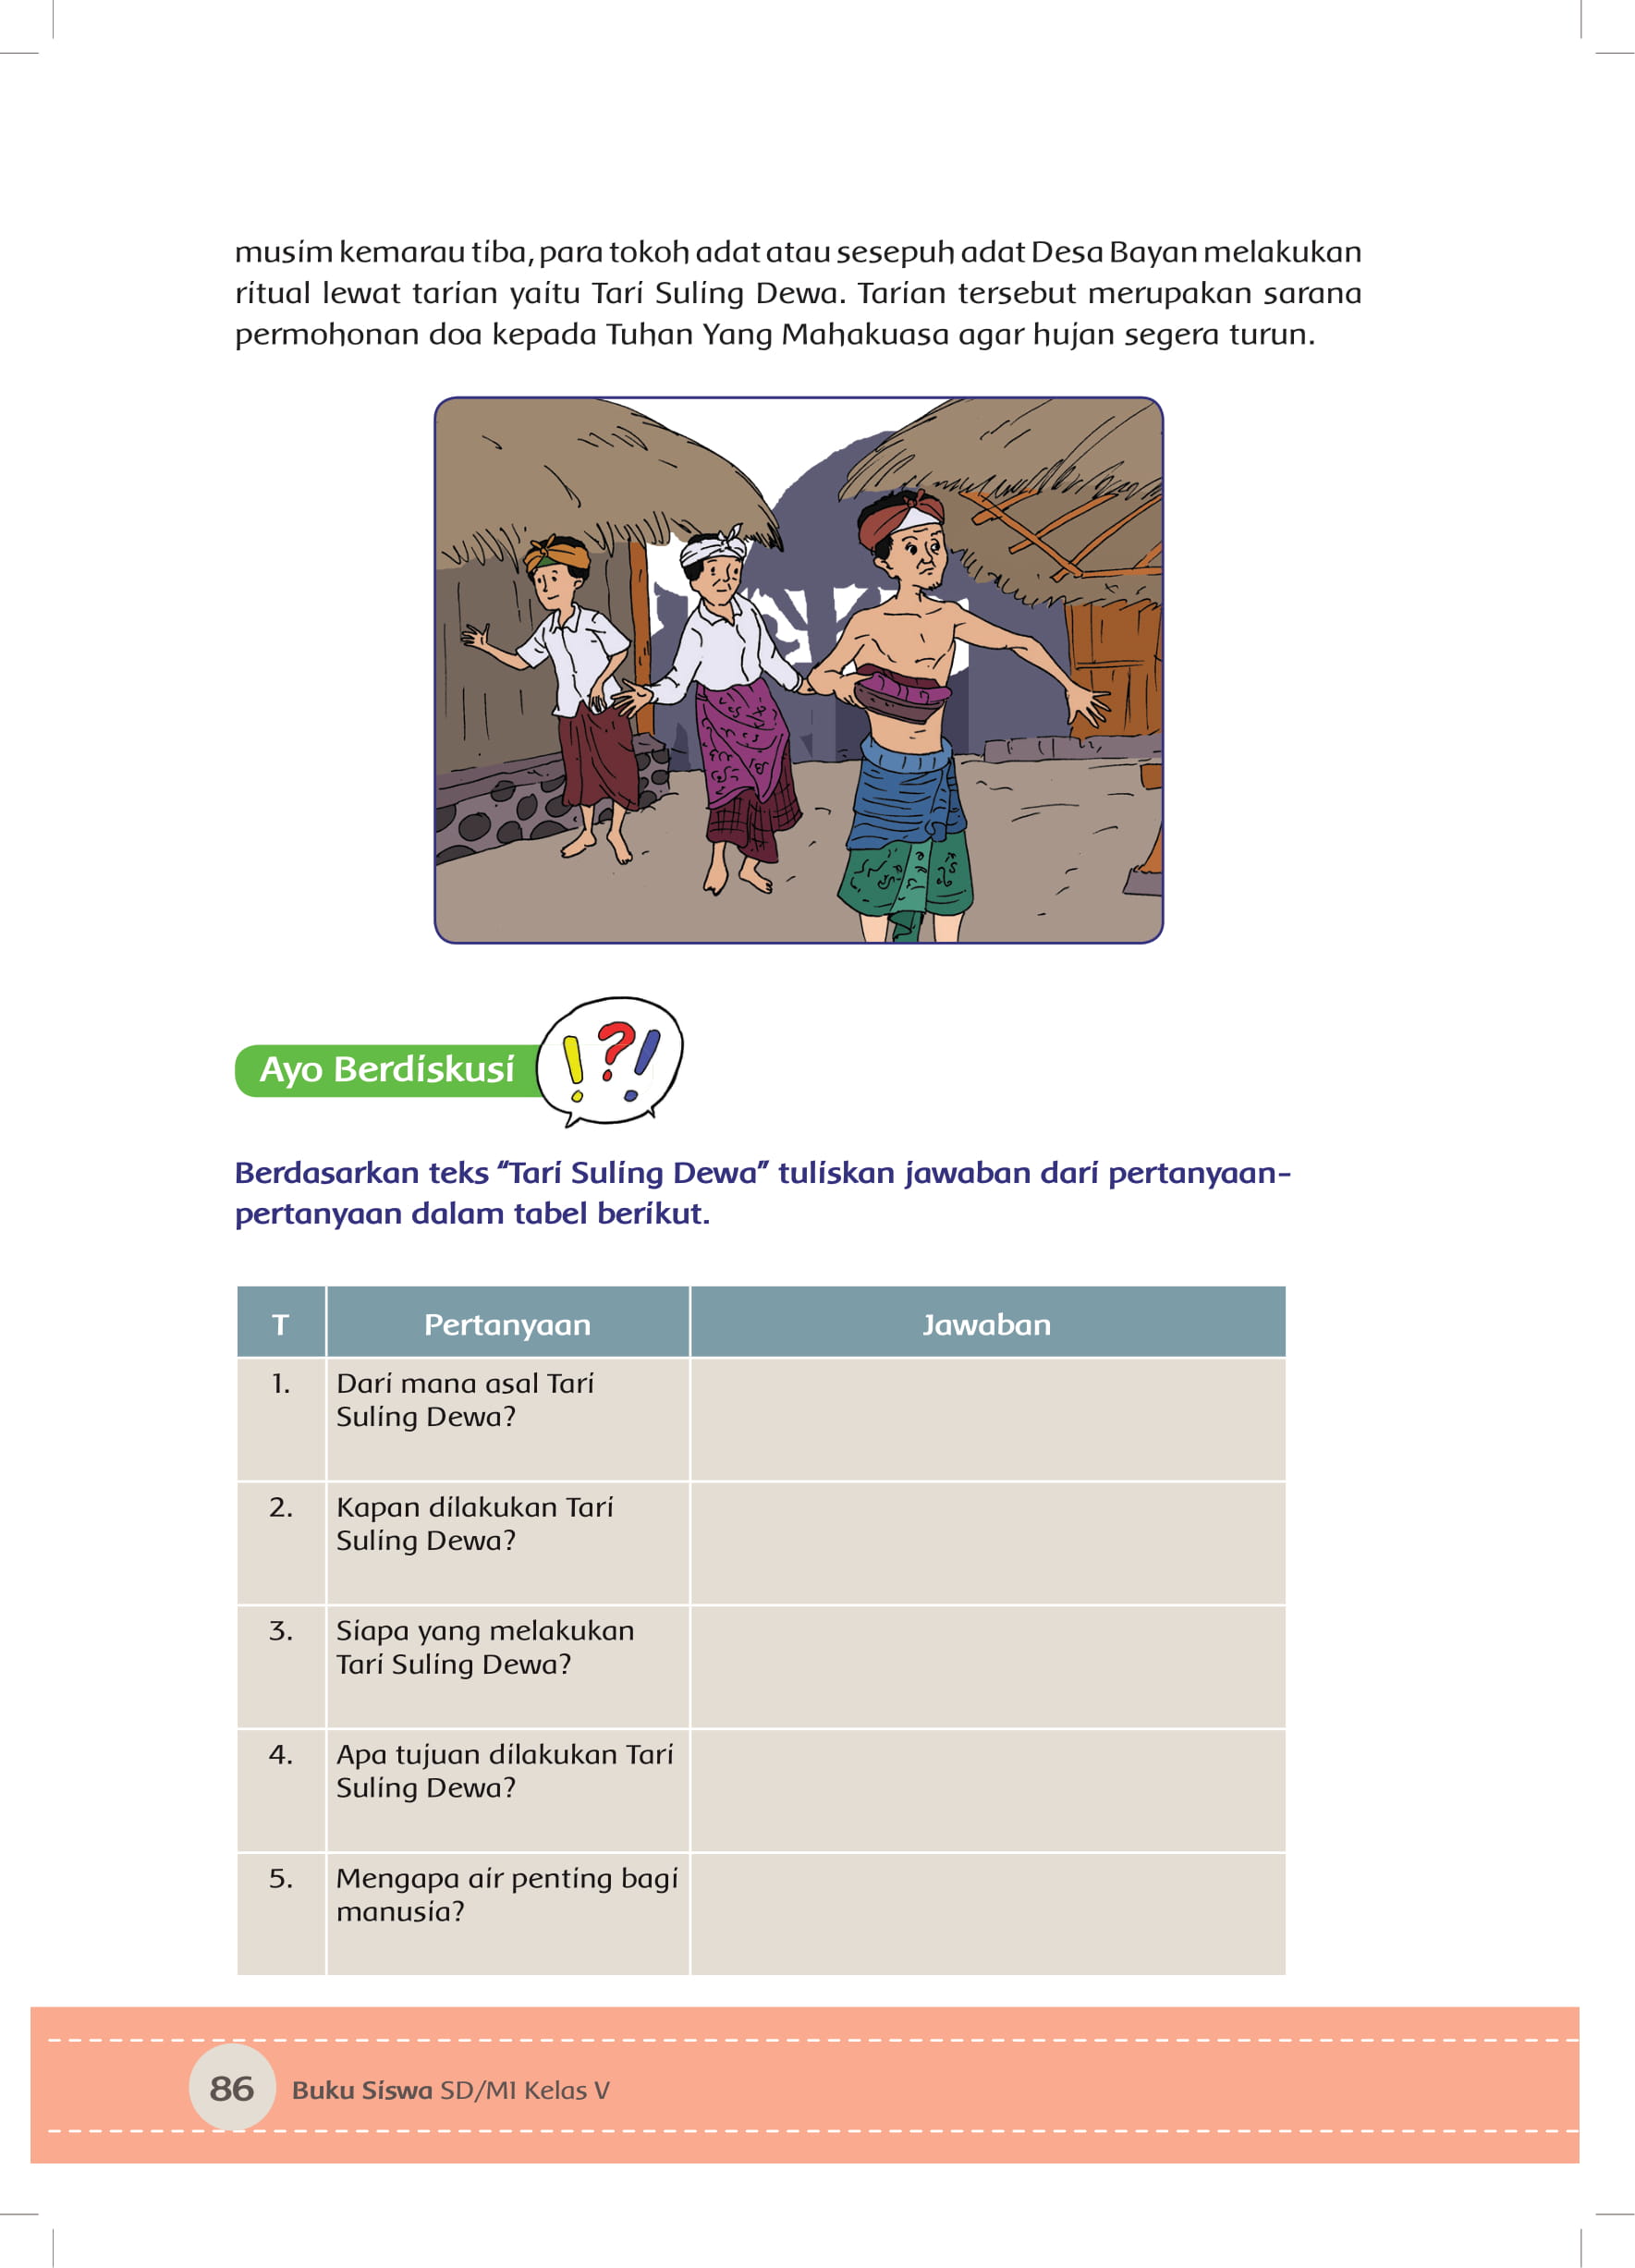 musim kemarau tiba, para tokoh adat atau sesepuh adat Desa Bayan melakukan
ritual lewat tarian yaitu Tari Suling Dewa. Tarian tersebut merupakan sarana
permohonan doa kepada Tuhan Yang Mahakuasa agar hujan segera turun.
Ayo Berdiskusi
!?!
Berdasarkan teks “Tari Suling Dewa” tuliskan jawaban dari pertanyaan-
pertanyaan dalam tabel berikut.
T Pertanyaan Jawaban
1. Dari mana asal Tari
Suling Dewa?
2. Kapan dilakukan Tari
Suling Dewa?
3. Siapa yang melakukan
Tari Suling Dewa?
4. Apa tujuan dilakukan Tari
Suling Dewa?
5. Mengapa air penting bagi
manusia?
86 Buku Siswa SD/MI Kelas V